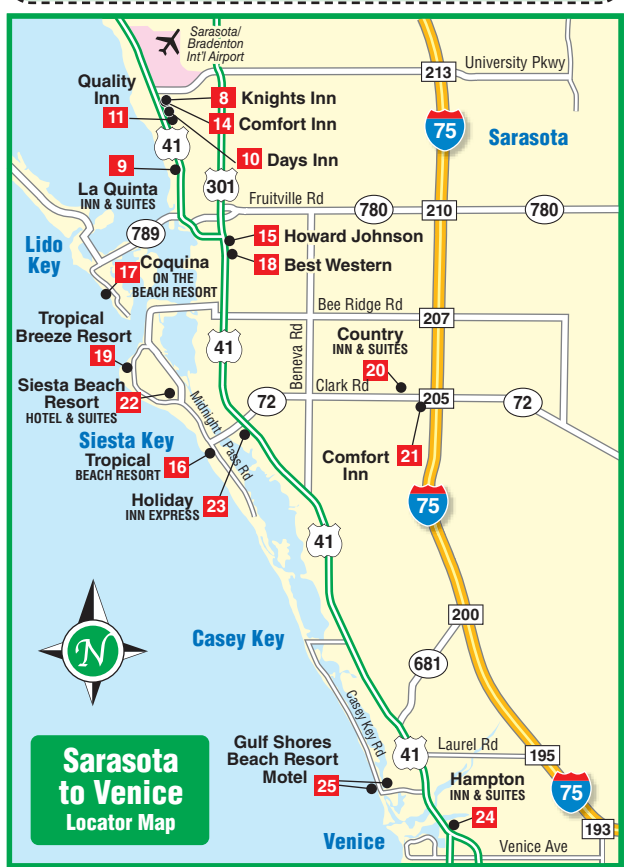 Sarasota/
Bradenton
Int'l Airport
213
University Pkwy
Quality
Inn
11
8 Knights Inn
14 Comfort Inn
75
Sarasota
41
10 Days Inn
9
La Quinta
INN & SUITES
301
Fruitville Rd
780
210
780
789
15 Howard Johnson
Lido
Key
17 Coquina
ON THE
BEACH RESORT
18 Best Western
Bee Ridge Rd
207
Tropical
Breeze Resort
19
41
Beneva Rd
Country
INN & SUITES
20
Siesta Beach
Resort
HOTEL & SUITES
22
Midnight
Pass Rd
72
Clark Rd
205
72
Siesta Key
Tropical
BEACH RESORT
16
Comfort
Inn
21
Holiday
INN EXPRESS
23
75
41
200
N
Casey Key
681
Casey Key Rd
Gulf Shores
Beach Resort
Motel
25
41
Laurel Rd
195
Hampton
INN & SUITES
24
75
Sarasota
to Venice
Locator Map
193
Venice
Venice Ave